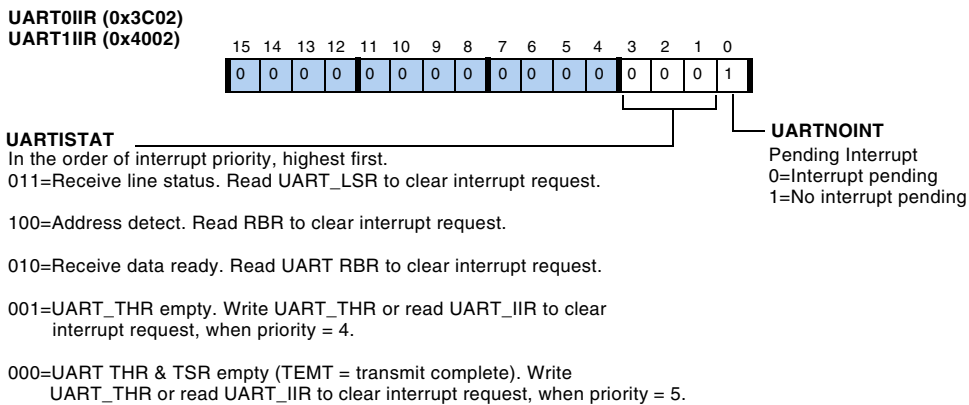 UART0IIR (0x3C02)
UART1IIR (0x4002)
15 14 13 12 11 10 9 8 7 6 5 4 3 2 1 0
0 0 0 0 0 0 0 0 0 0 0 0 0 0 0 1
UARTISTAT
In the order of interrupt priority, highest first.
011=Receive line status. Read UART_LSR to clear interrupt request.
100=Address detect. Read RBR to clear interrupt request.
010=Receive data ready. Read UART RBR to clear interrupt request.
001=UART_THR empty. Write UART_THR or read UART_IIR to clear
interrupt request, when priority = 4.
000=UART THR & TSR empty (TEMT = transmit complete). Write
UART_THR or read UART_IIR to clear interrupt request, when priority = 5.
UARTNOINT
Pending Interrupt
0=Interrupt pending
1=No interrupt pending